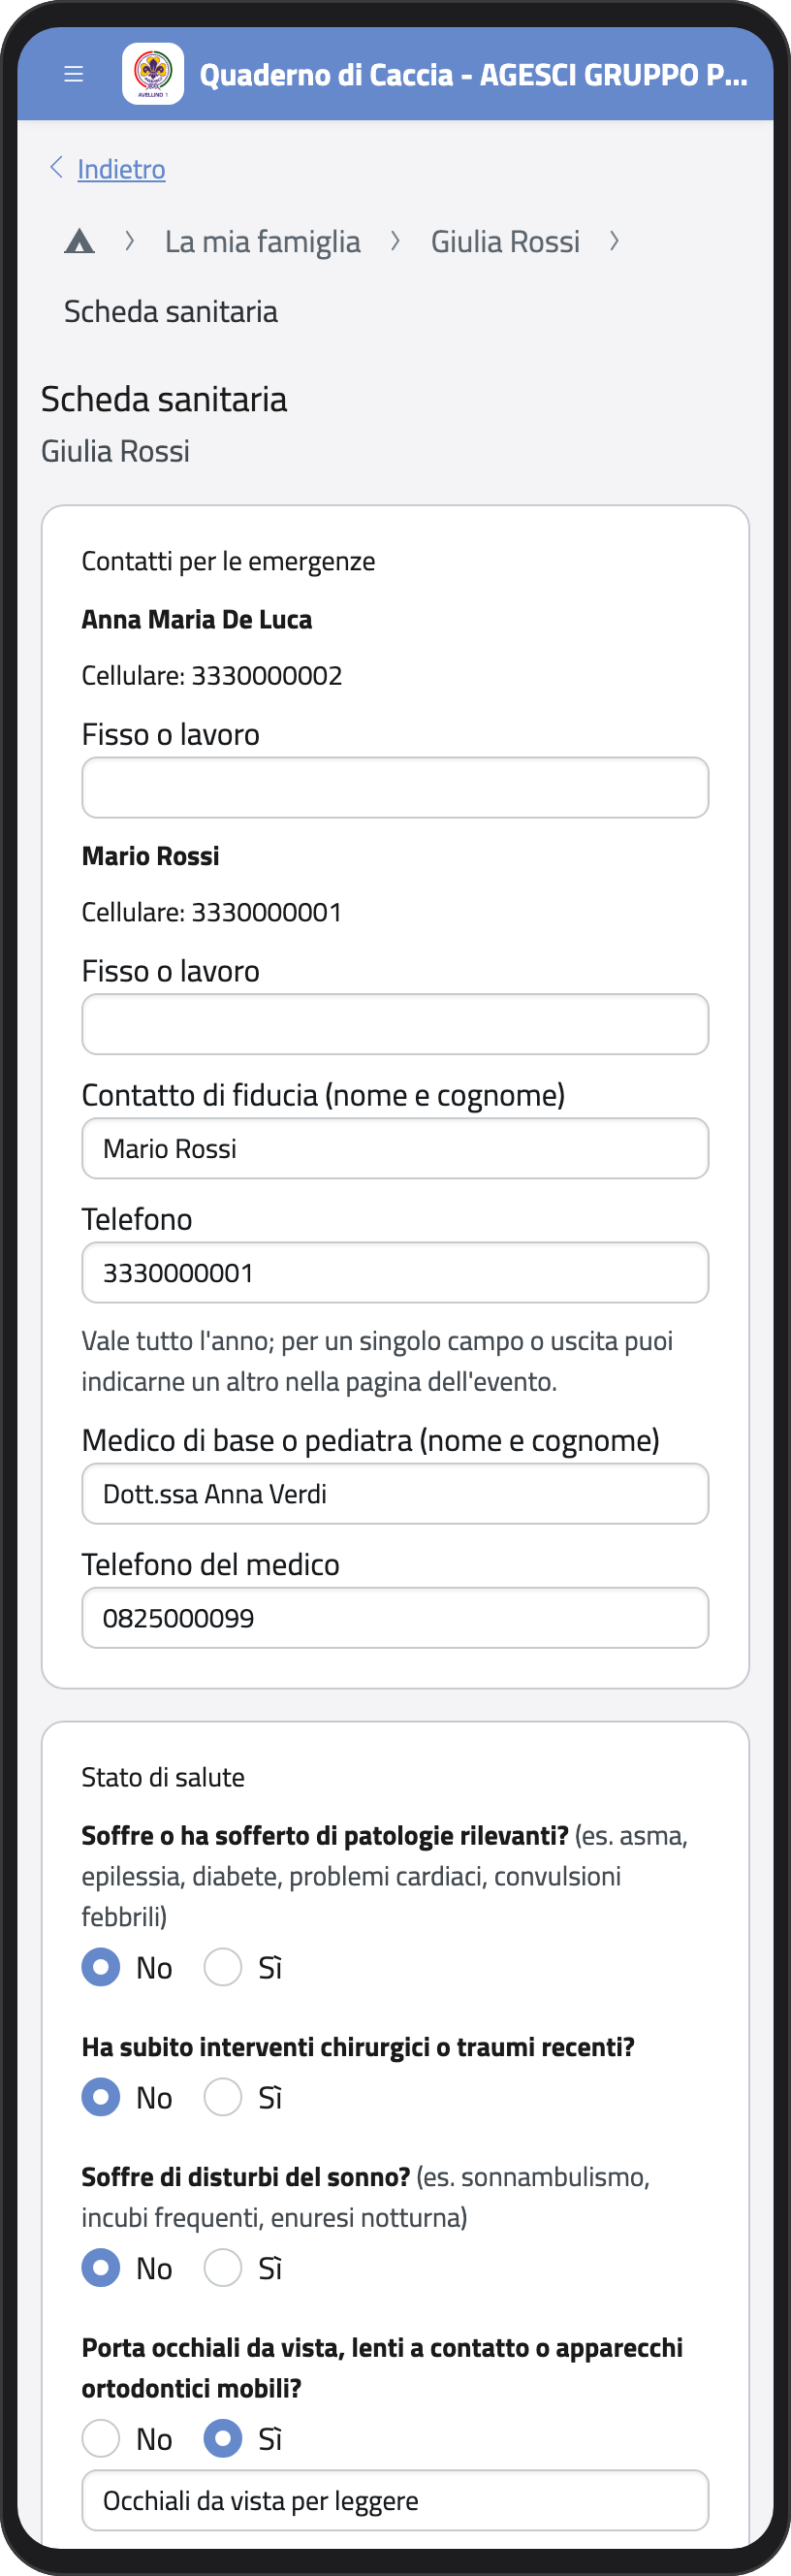 AVELLINO 1
Quaderno di Caccia - AGESCI GRUPPO P...
Indietro
La mia famiglia
Giulia Rossi
Scheda sanitaria
Scheda sanitaria
Giulia Rossi
Contatti per le emergenze
Anna Maria De Luca
Cellulare: 3330000002
Fisso o lavoro
Mario Rossi
Cellulare: 3330000001
Fisso o lavoro
Contatto di fiducia (nome e cognome)
Mario Rossi
Telefono
3330000001
Vale tutto l'anno; per un singolo campo o uscita puoi
indicarne un altro nella pagina dell'evento.
Medico di base o pediatra (nome e cognome)
Dott.ssa Anna Verdi
Telefono del medico
0825000099
Stato di salute
Soffre o ha sofferto di patologie rilevanti? (es. asma,
epilessia, diabete, problemi cardiaci, convulsioni
febbrili)
No Sì
Ha subito interventi chirurgici o traumi recenti?
No Sì
Soffre di disturbi del sonno? (es. sonnambulismo,
incubi frequenti, enuresi notturna)
No Sì
Porta occhiali da vista, lenti a contatto o apparecchi
ortodontici mobili?
No Sì
Occhiali da vista per leggere